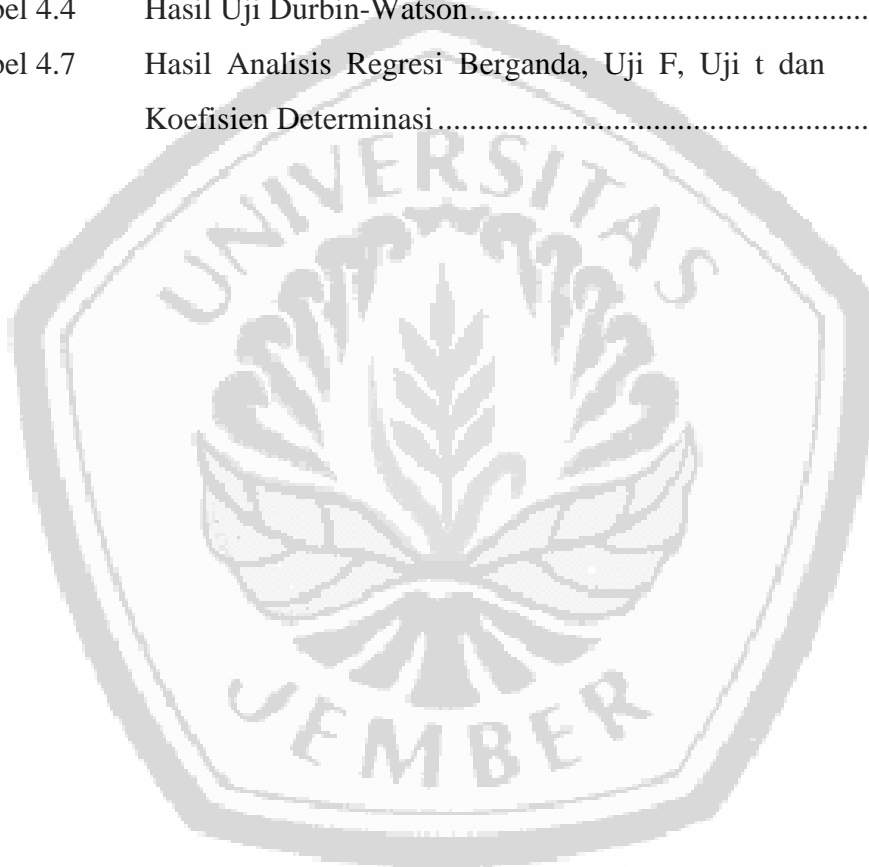 bel 4.4 Hasil Uji Durbin-Watson................................................
bel 4.7 Hasil Analisis Regresi Berganda, Uji F, Uji t dan
Koefisien Determinasi....................................................
UNIVERSITAS
JEMBER